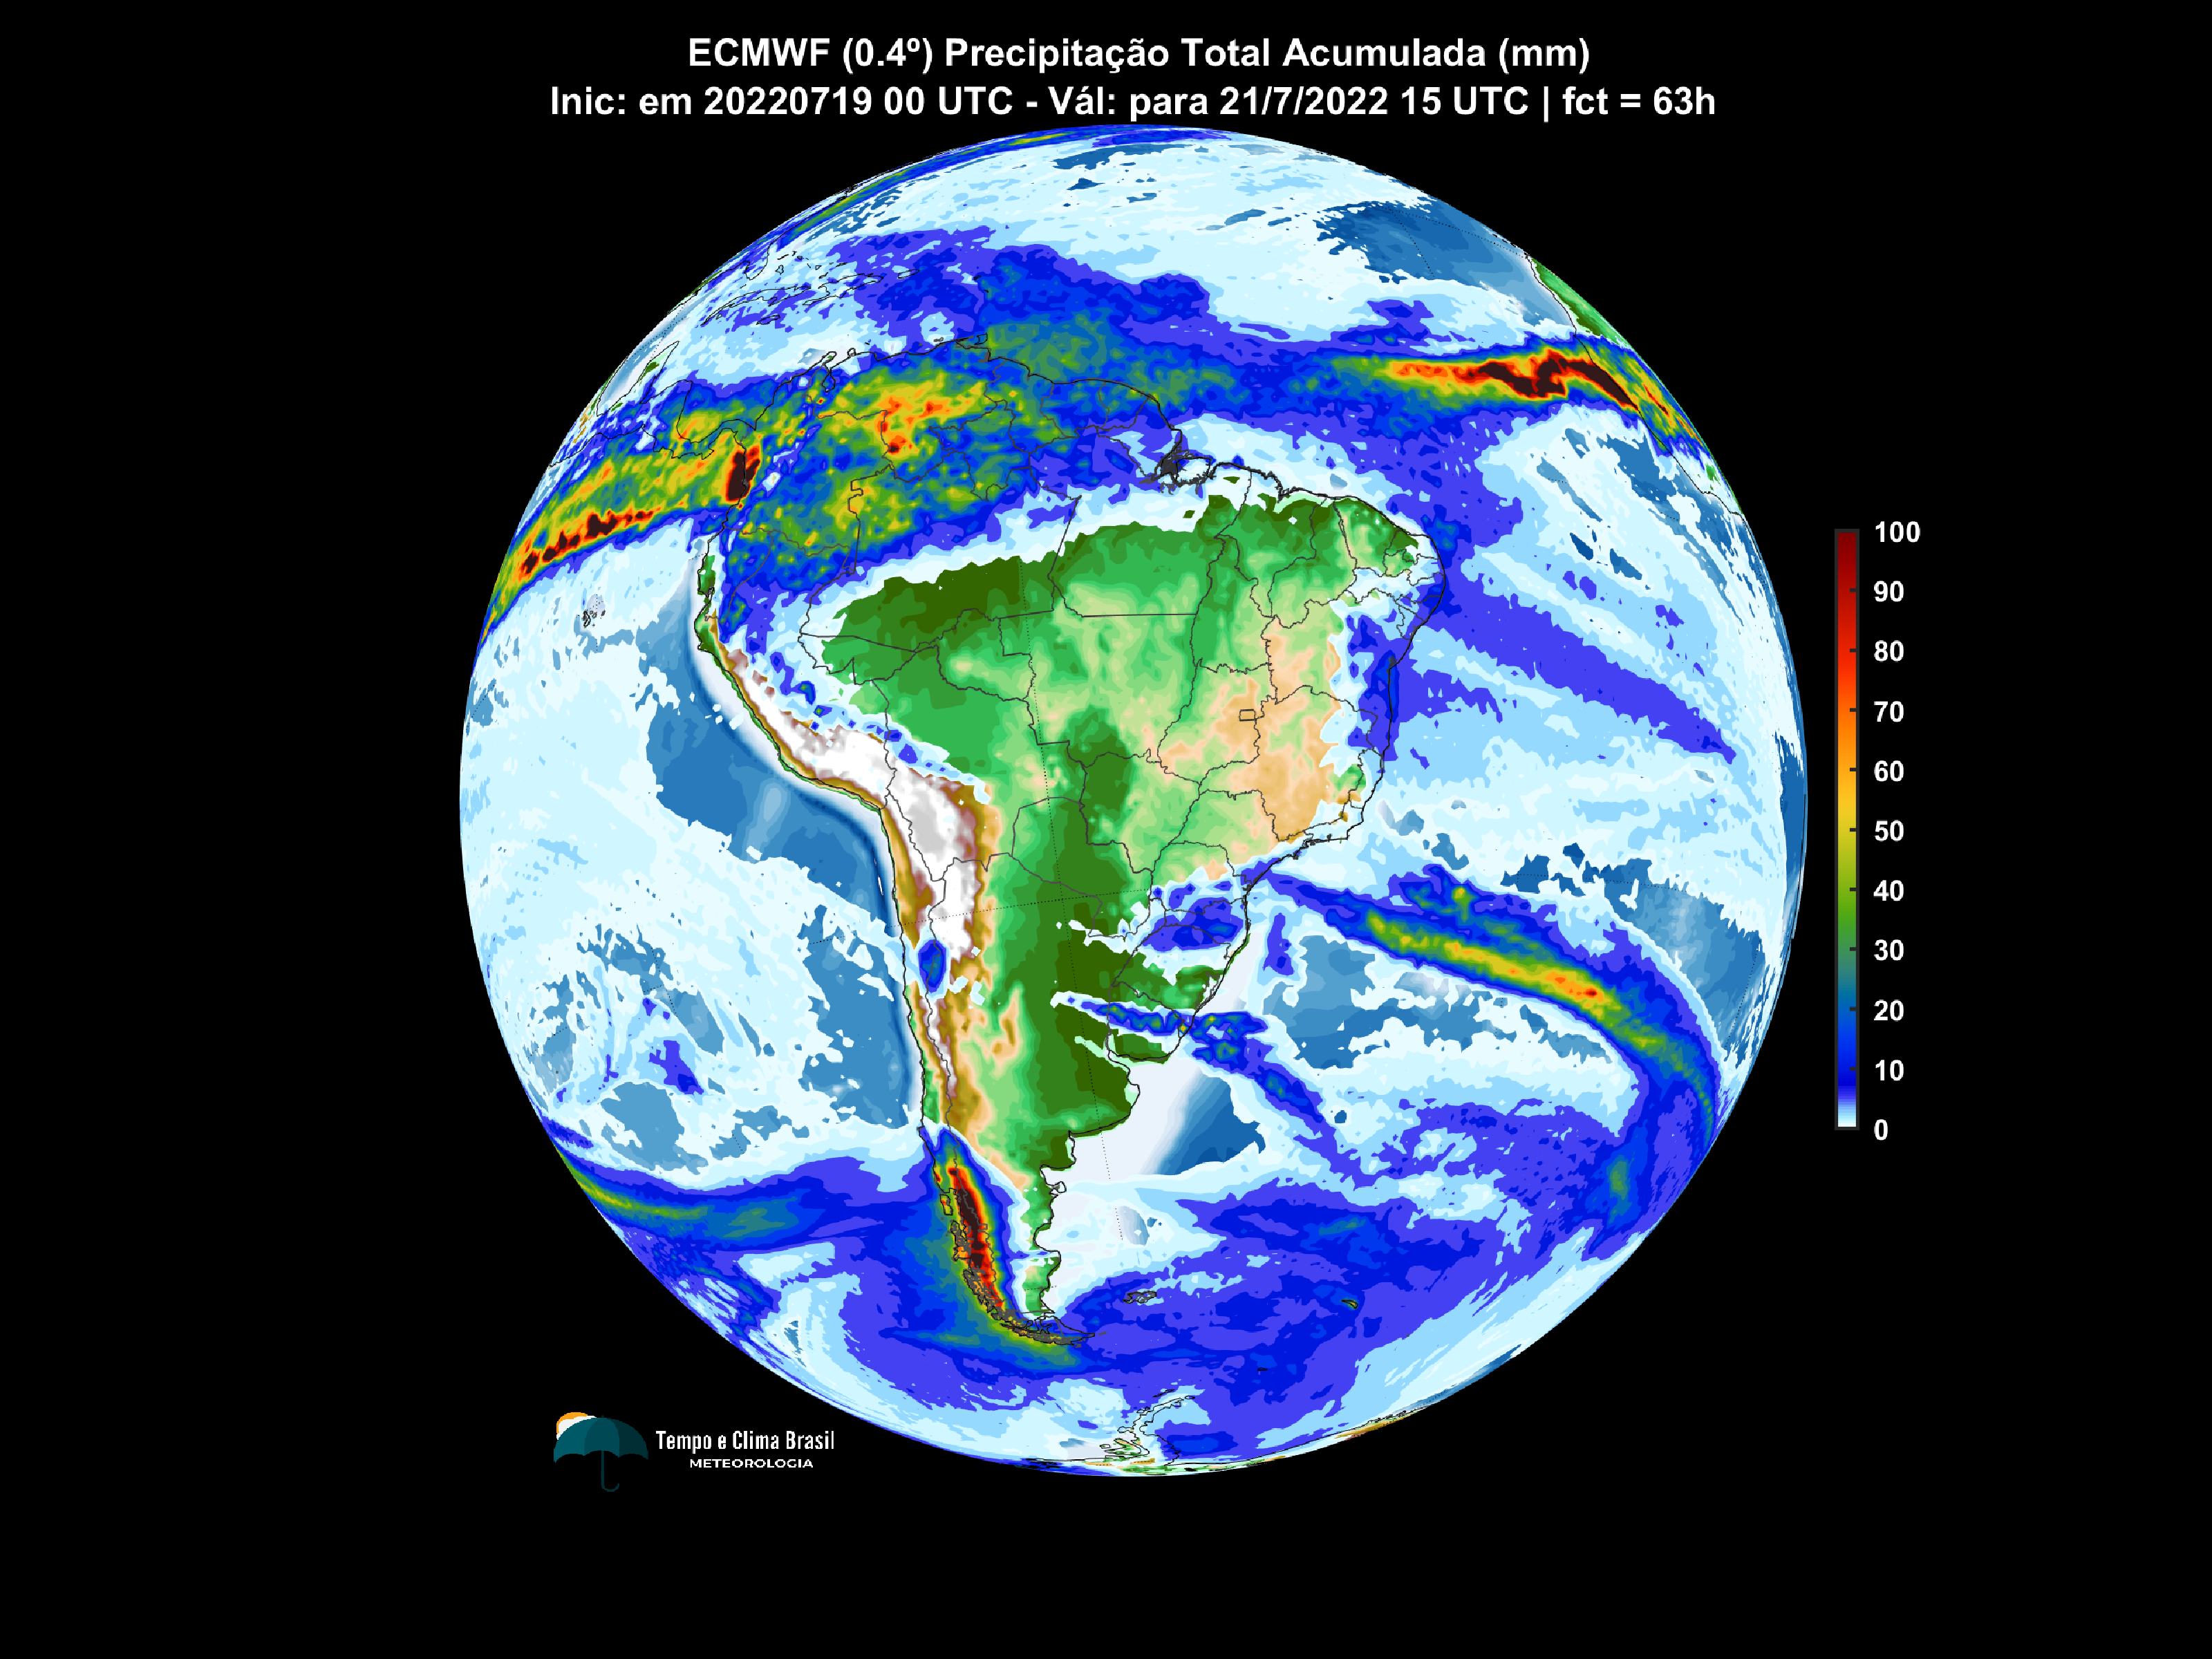 ECMWF (0.4º) Precipitação Total Acumulada (mm)
Inic: em 20220719 00 UTC - Vál: para 21/7/2022 15 UTC | fct = 63h
100
90
80
70
60
50
40
30
20
10
0
Tempo e Clima Brasil
METEOROLOGIA